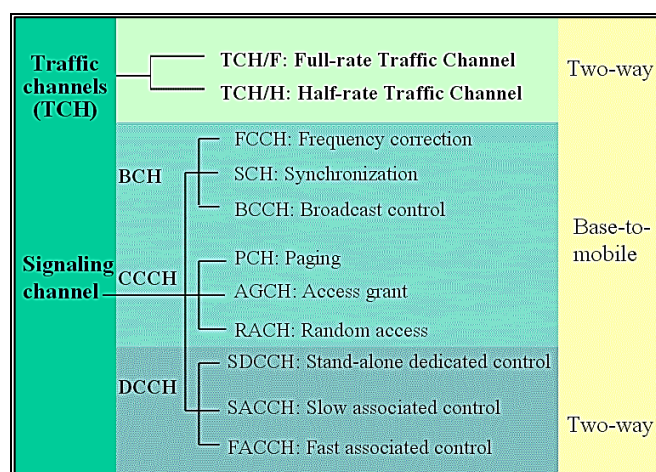 Traffic
channels
(TCH)
TCH/F: Full-rate Traffic Channel
TCH/H: Half-rate Traffic Channel
Two-way
Signaling
channel
BCH
FCCH: Frequency correction
SCH: Synchronization
BCCH: Broadcast control
CCCH
PCH: Paging
AGCH: Access grant
RACH: Random access
Base-to-
mobile
DCCH
SDCCH: Stand-alone dedicated control
SACCH: Slow associated control
FACCH: Fast associated control
Two-way